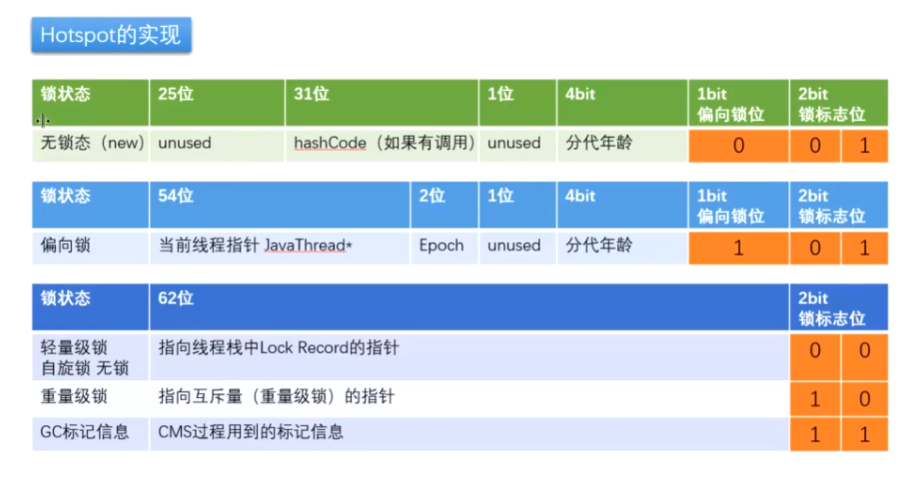 Hotspot的实现
锁状态 25位 31位 1位 4bit 1bit 2bit
偏向锁位 锁标志位
无锁态（new） unused hashCode（如果有调用） unused 分代年龄 0 0 1
锁状态 54位 2位 1位 4bit 1bit 2bit
偏向锁位 锁标志位
偏向锁 当前线程指针 JavaThread* Epoch unused 分代年龄 1 0 1
锁状态 62位 2bit
锁标志位
轻量级锁 指向线程栈中Lock Record的指针 0 0
自旋锁 无锁
重量级锁 指向互斥量（重量级锁）的指针 1 0
GC标记信息 CMS过程用到的标记信息 1 1